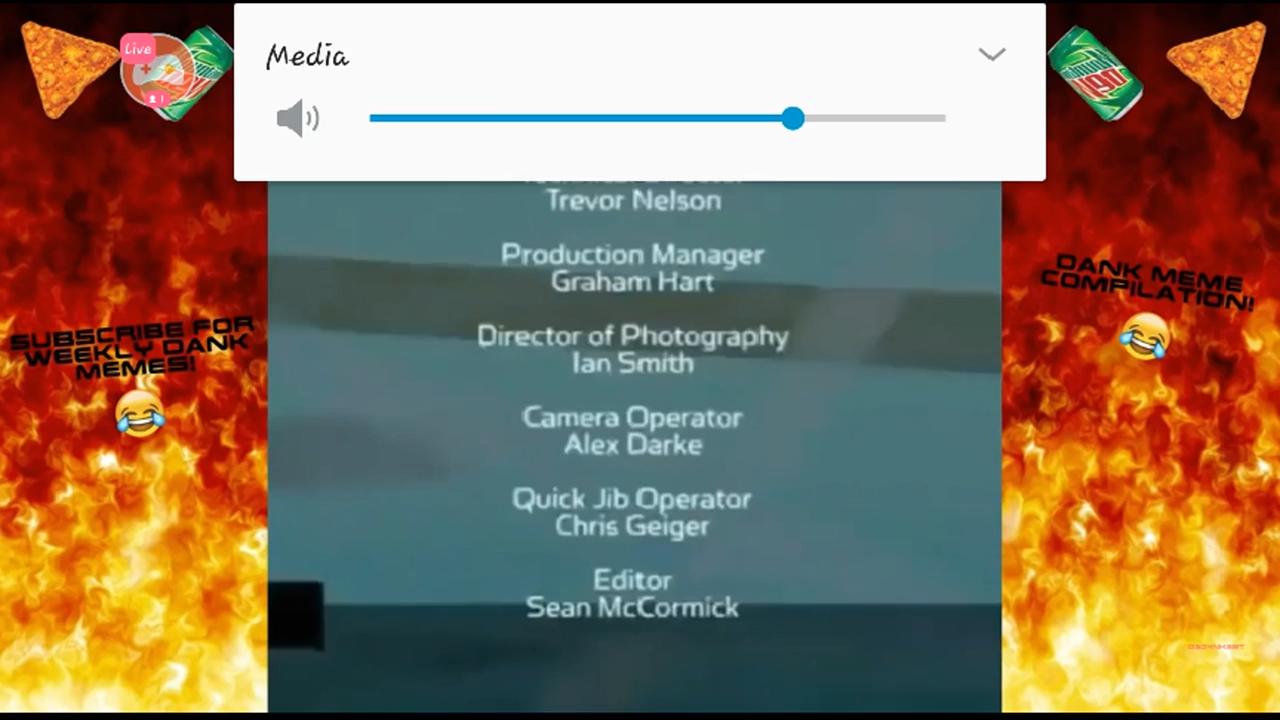 Live
Media
1
Trevor Nelson
Production Manager
Graham Hart
Director of Photography
Ian Smith
Camera Operator
Alex Darke
Quick Jib Operator
Chris Geiger
Editor
Sean McCormick
SUBSCRIBE FOR
WEEKLY DANK
MEMES!
DANK MEME
COMPILATION!